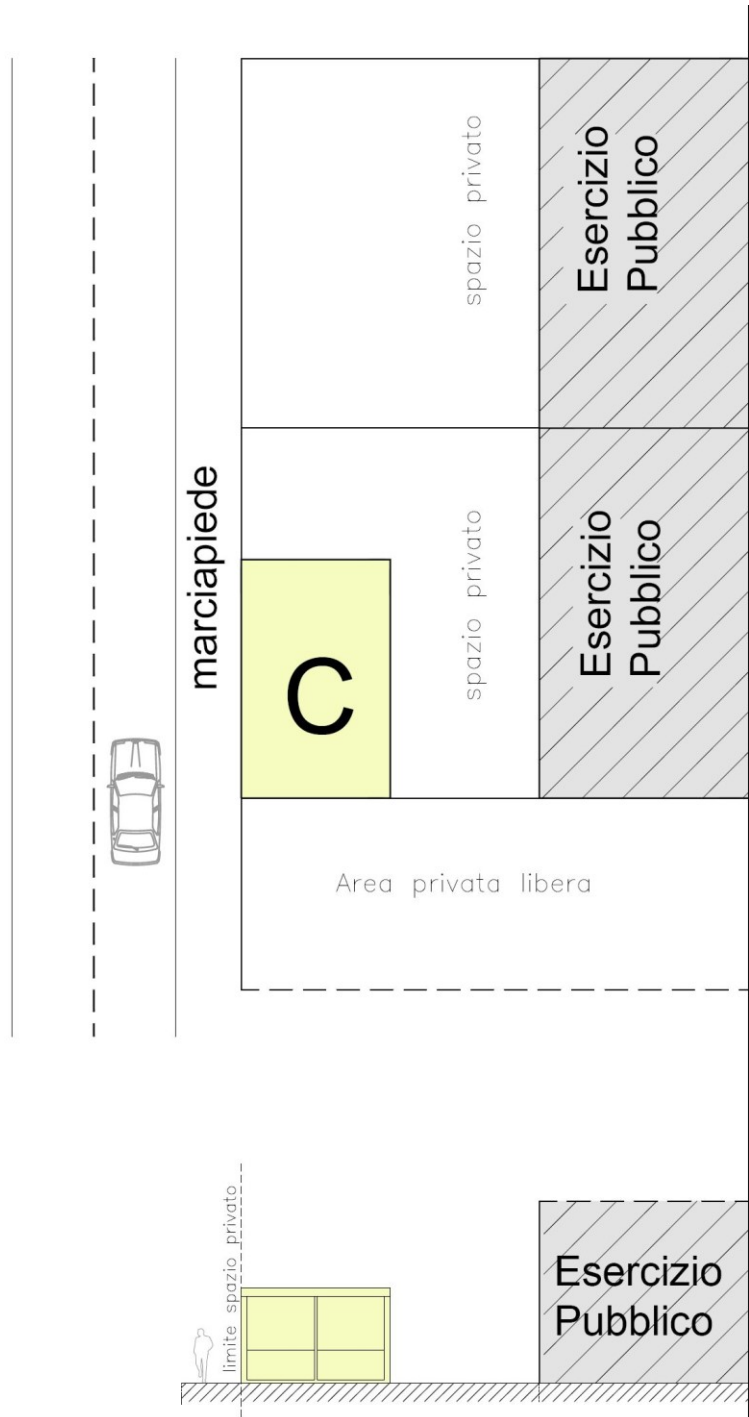 spazio privato
Esercizio
Pubblico
marciapiede
spazio privato
Esercizio
Pubblico
C
Area privata libera
limite spazio privato
Esercizio
Pubblico